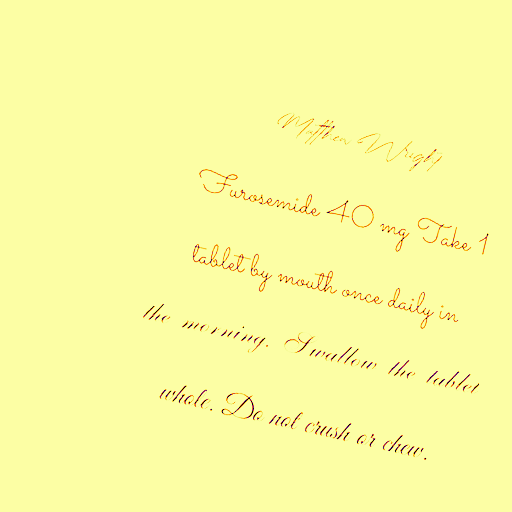 Matthew Wright
Furosemide 40 mg Take 1
tablet by mouth once daily in
the morning. Swallow the tablet
whole. Do not crush or chew.